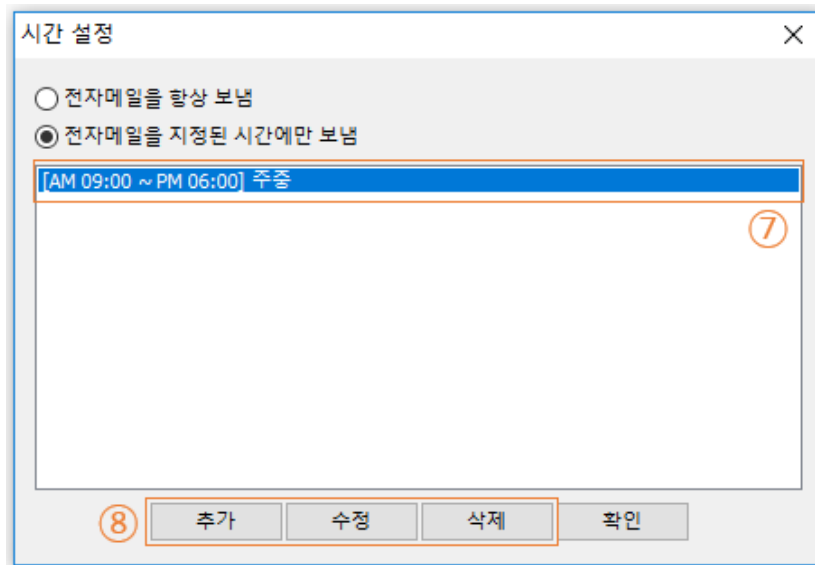 시간 설정
전자메일을 항상 보냄
전자메일을 지정된 시간에만 보냄
[AM 09:00 ~ PM 06:00] 주중
⑦
⑧ 추가 수정 삭제 확인